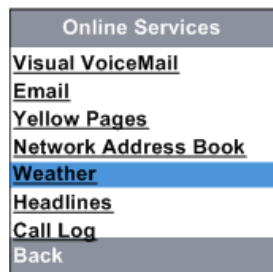 Online Services
Visual VoiceMail
Email
Yellow Pages
Network Address Book
Weather
Headlines
Call Log
Back